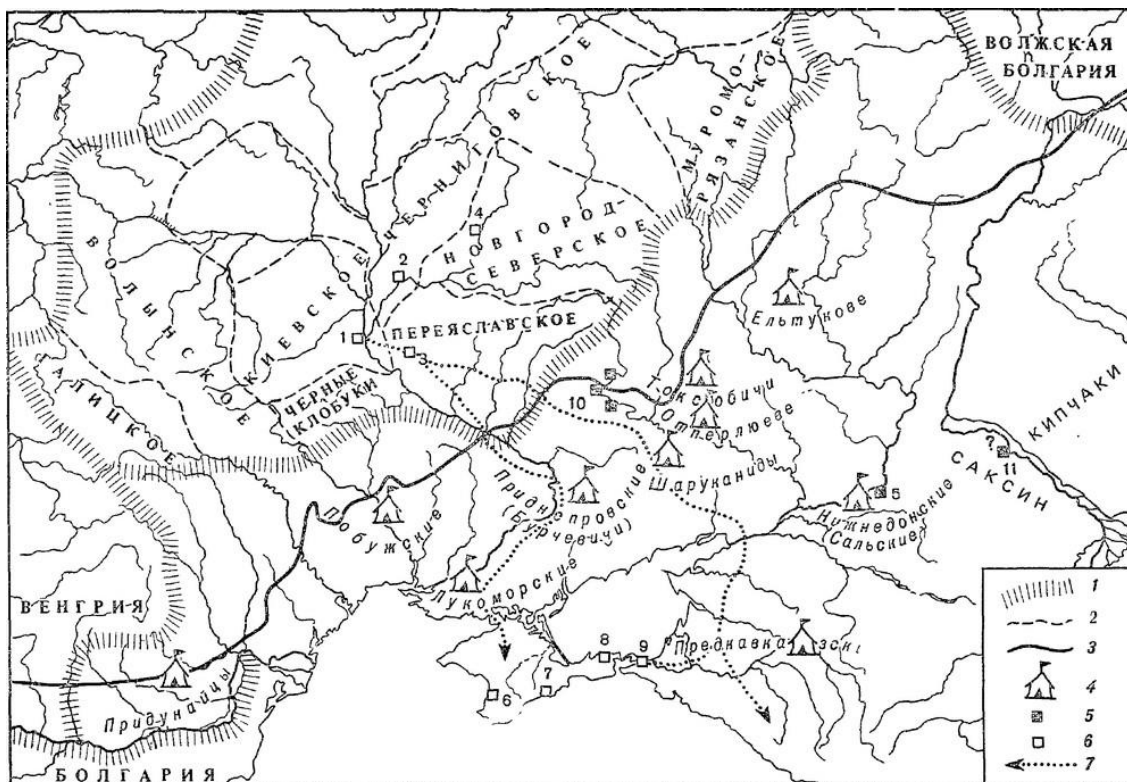 ВОЛЖСКАЯ
БОЛГАРИЯ
МУРОМО-
РЯЗАНСКОЕ
ЧЕРНИГОВСКОЕ
4
НОВГОРОД-
СЕВЕРСКОЕ
2
ВОЛЫНСКОЕ
КИЕВСКОЕ
1
ПЕРЕЯСЛАВСКОЕ
3
Ельтукове
ГАЛИЦКОЕ
ЧЕРНЫЕ
КЛОБУКИ
10
Токсобичи
Отперлюеве
КИПЧАКИ
?
11
САКСИН
Шаруканиды
5
Приднепровские
(Бурчевичи)
Нижнедонские
(Сальские)
Побужские
Лукоморские
ВЕНГРИЯ
Придунайцы
БОЛГАРИЯ
8
9
Предкавказск
6
7
1
2
3
4
5
6
7